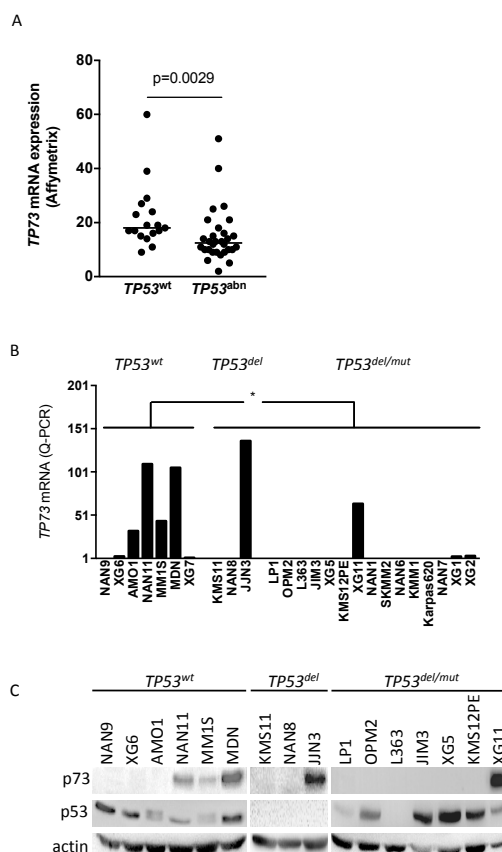 A
p=0.0029
TP73 mRNA expression
(Affymetrix)
80
60
40
20
0
TP53wt
TP53abn
B
TP53wt TP53del TP53del/mut
*
TP73 mRNA (Q-PCR)
201
151
101
51
1
NAN9
XG6
AMO1
NAN11
MM1S
MDN
XG7
KMS11
NAN8
JJN3
LP1
OPM2
L363
JIM3
XG5
KMS12PE
XG11
NAN1
SKMM2
NAN6
KMM1
Karpas620
NAN7
XG1
XG2
C
TP53wt TP53del TP53del/mut
NAN9
XG6
AMO1
NAN11
MM1S
MDN
KMS11
NAN8
JJN3
LP1
OPM2
L363
JIM3
XG5
KMS12PE
XG11
p73
p53
actin